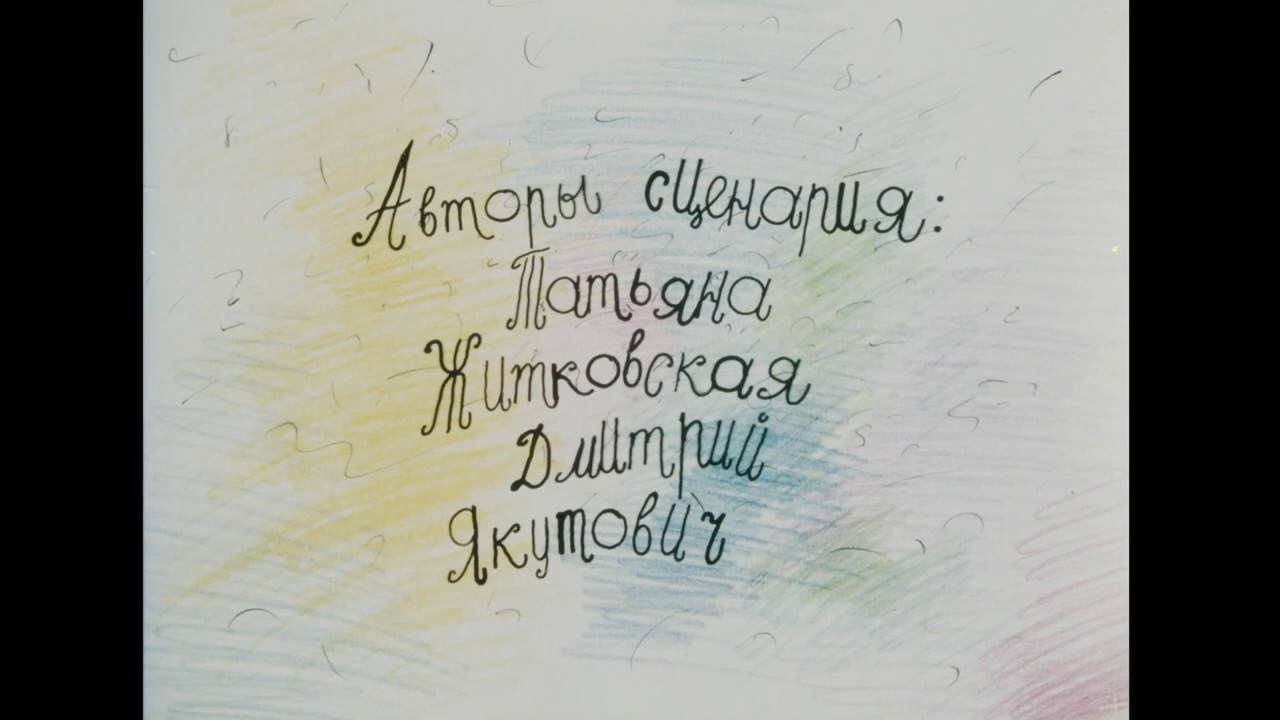 Авторы сценария:
Татьяна
Житковская
Дмитрий
Якутович